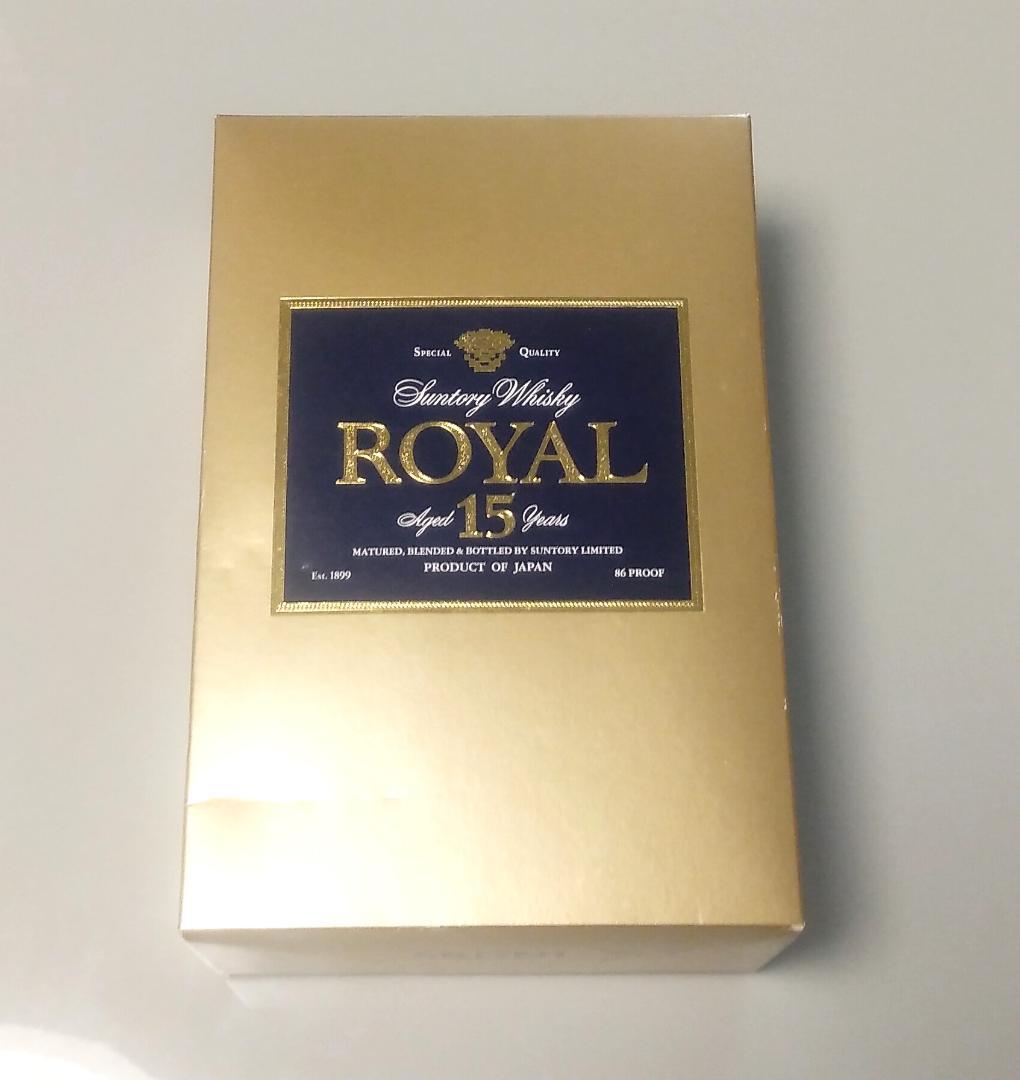 SPECIAL QUALITY
Suntory Whisky
ROYAL
Aged 15 Years
MATURED, BLENDED & BOTTLED BY SUNTORY LIMITED
PRODUCT OF JAPAN
Est. 1899 86 PROOF